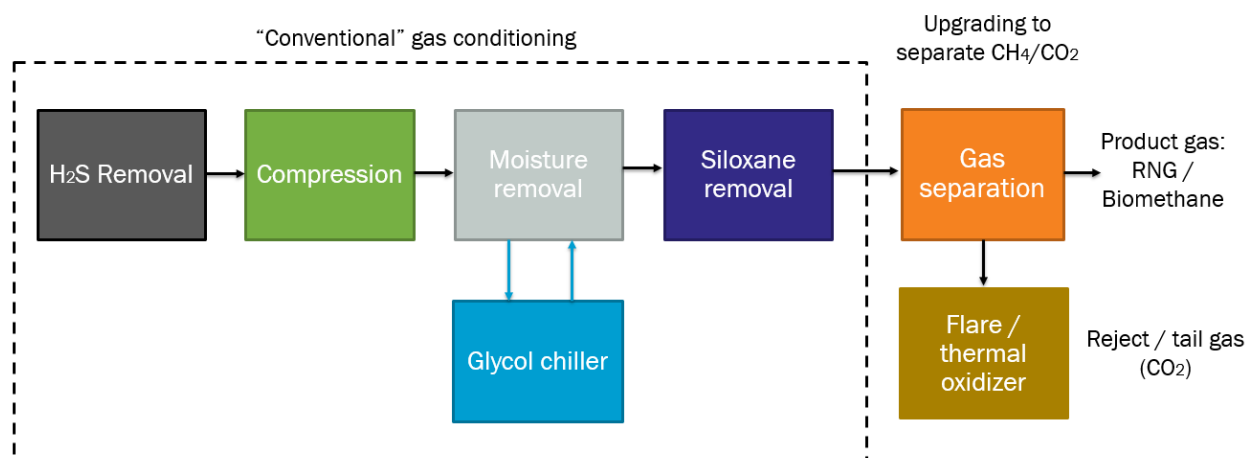 “Conventional” gas conditioning
Upgrading to
separate CH₄/CO₂
H₂S Removal
Compression
Moisture
removal
Siloxane
removal
Gas
separation
Product gas:
RNG /
Biomethane
Glycol chiller
Flare /
thermal
oxidizer
Reject / tail gas
(CO₂)